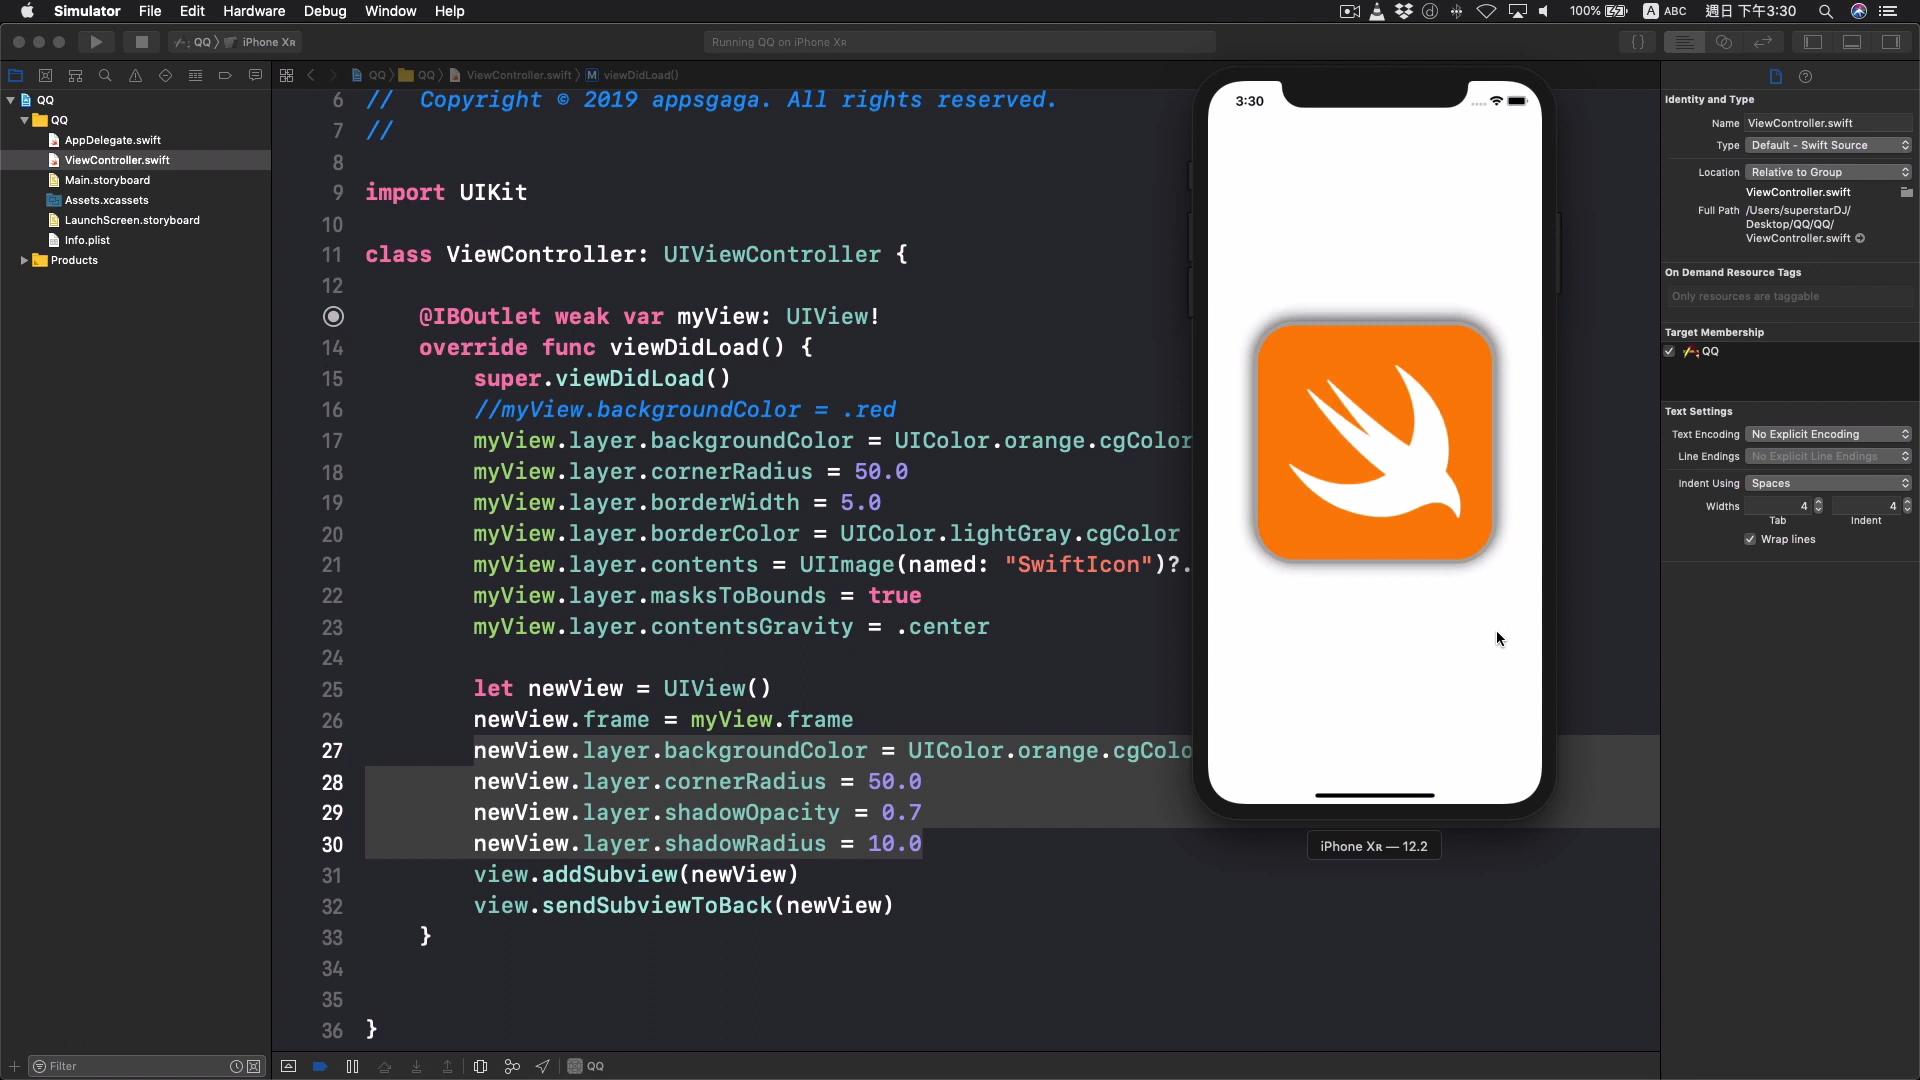 Simulator File Edit Hardware Debug Window Help
100% A ABC 週日 下午3:30
QQ iPhone XR
Running QQ on iPhone XR
QQ QQ ViewController.swift M viewDidLoad()
QQ
QQ
AppDelegate.swift
ViewController.swift
Main.storyboard
Assets.xcassets
LaunchScreen.storyboard
Info.plist
Products
6 //  Copyright © 2019 appsgaga. All rights reserved.
7 //
8
9 import UIKit
10
11 class ViewController: UIViewController {
12
@IBOutlet weak var myView: UIView!
14 override func viewDidLoad() {
15 super.viewDidLoad()
16 //myView.backgroundColor = .red
17 myView.layer.backgroundColor = UIColor.orange.cgColor
18 myView.layer.cornerRadius = 50.0
19 myView.layer.borderWidth = 5.0
20 myView.layer.borderColor = UIColor.lightGray.cgColor
21 myView.layer.contents = UIImage(named: "SwiftIcon")?.
22 myView.layer.masksToBounds = true
23 myView.layer.contentsGravity = .center
24
25 let newView = UIView()
26 newView.frame = myView.frame
27 newView.layer.backgroundColor = UIColor.orange.cgColo
28 newView.layer.cornerRadius = 50.0
29 newView.layer.shadowOpacity = 0.7
30 newView.layer.shadowRadius = 10.0
31 view.addSubview(newView)
32 view.sendSubviewToBack(newView)
33 }
34
35
36 }
3:30
iPhone XR — 12.2
Identity and Type
Name ViewController.swift
Type Default - Swift Source
Location Relative to Group
ViewController.swift
Full Path /Users/superstarDJ/
Desktop/QQ/QQ/
ViewController.swift
On Demand Resource Tags
Only resources are taggable
Target Membership
QQ
Text Settings
Text Encoding No Explicit Encoding
Line Endings No Explicit Line Endings
Indent Using Spaces
Widths 4 4
Tab Indent
Wrap lines
Filter
QQ